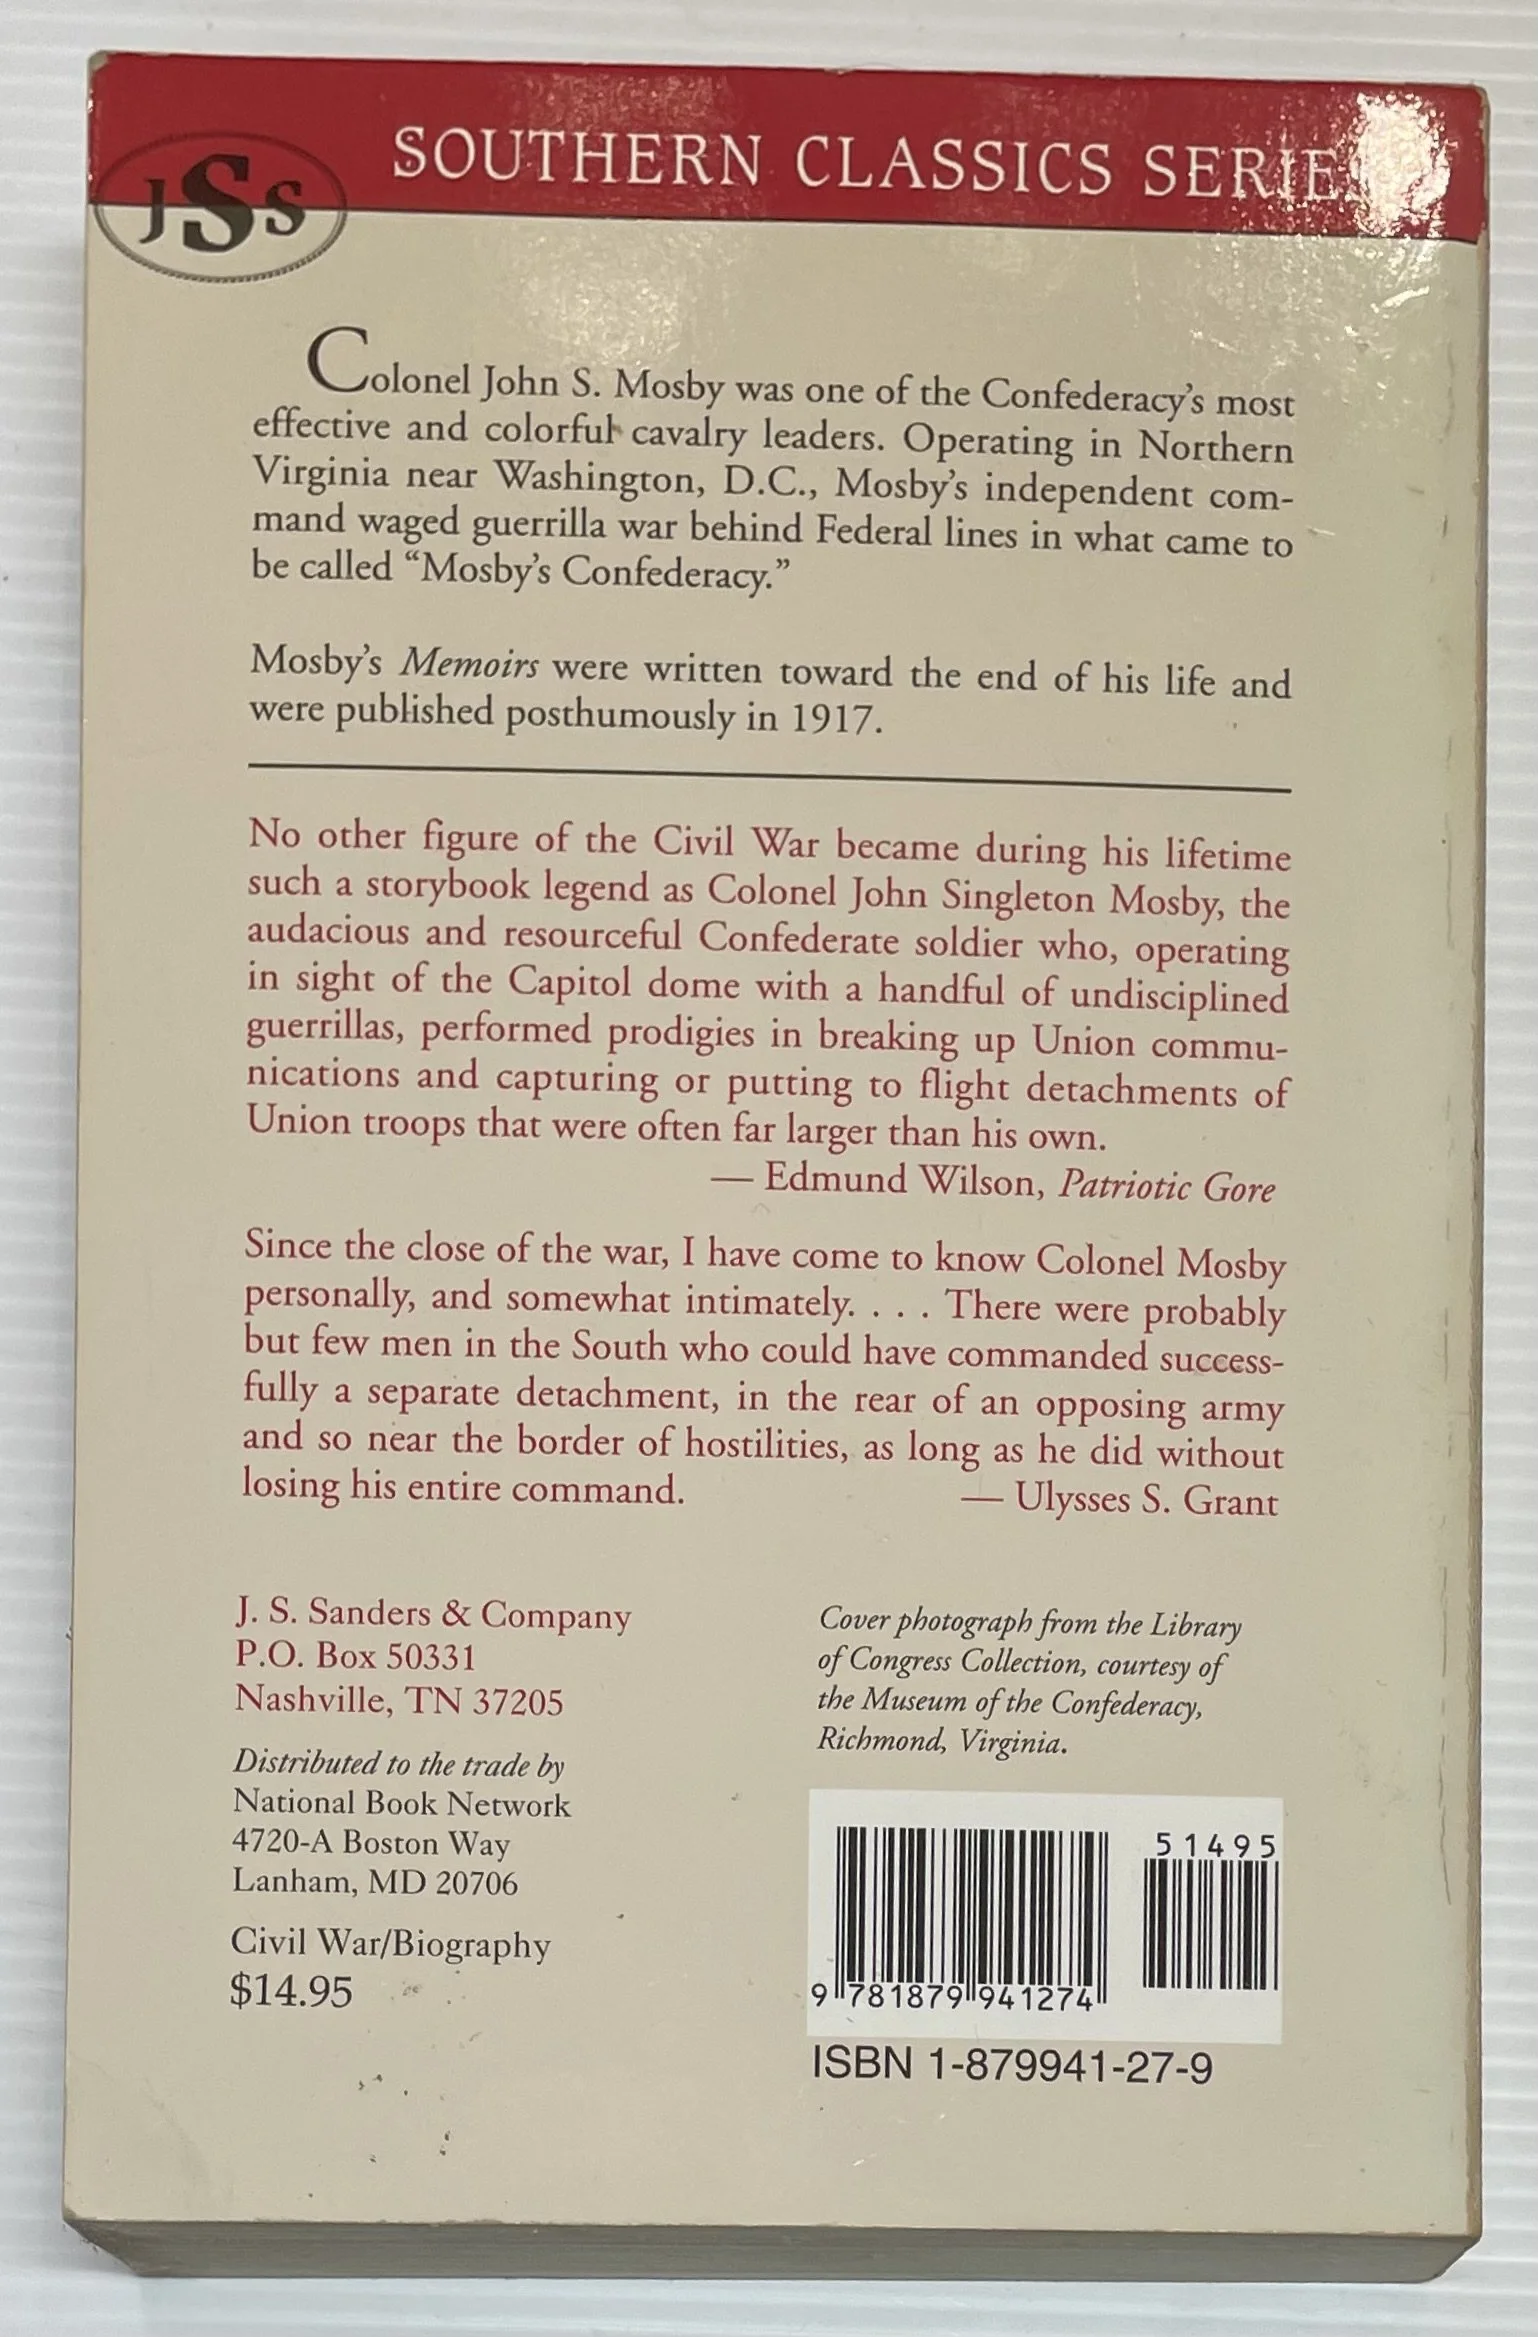 JSS
SOUTHERN CLASSICS SERIE
Colonel John S. Mosby was one of the Confederacy's most
effective and colorful cavalry leaders. Operating in Northern
Virginia near Washington, D.C., Mosby's independent com-
mand waged guerrilla war behind Federal lines in what came to
be called “Mosby's Confederacy.”
Mosby's Memoirs were written toward the end of his life and
were published posthumously in 1917.
No other figure of the Civil War became during his lifetime
such a storybook legend as Colonel John Singleton Mosby, the
audacious and resourceful Confederate soldier who, operating
in sight of the Capitol dome with a handful of undisciplined
guerrillas, performed prodigies in breaking up Union commu-
nications and capturing or putting to flight detachments of
Union troops that were often far larger than his own.
— Edmund Wilson, Patriotic Gore
Since the close of the war, I have come to know Colonel Mosby
personally, and somewhat intimately. . . . There were probably
but few men in the South who could have commanded success-
fully a separate detachment, in the rear of an opposing army
and so near the border of hostilities, as long as he did without
losing his entire command. — Ulysses S. Grant
J. S. Sanders & Company
P.O. Box 50331
Nashville, TN 37205
Distributed to the trade by
National Book Network
4720-A Boston Way
Lanham, MD 20706
Civil War/Biography
$14.95
Cover photograph from the Library
of Congress Collection, courtesy of
the Museum of the Confederacy,
Richmond, Virginia.
51495
9 781879 941274
ISBN 1-879941-27-9